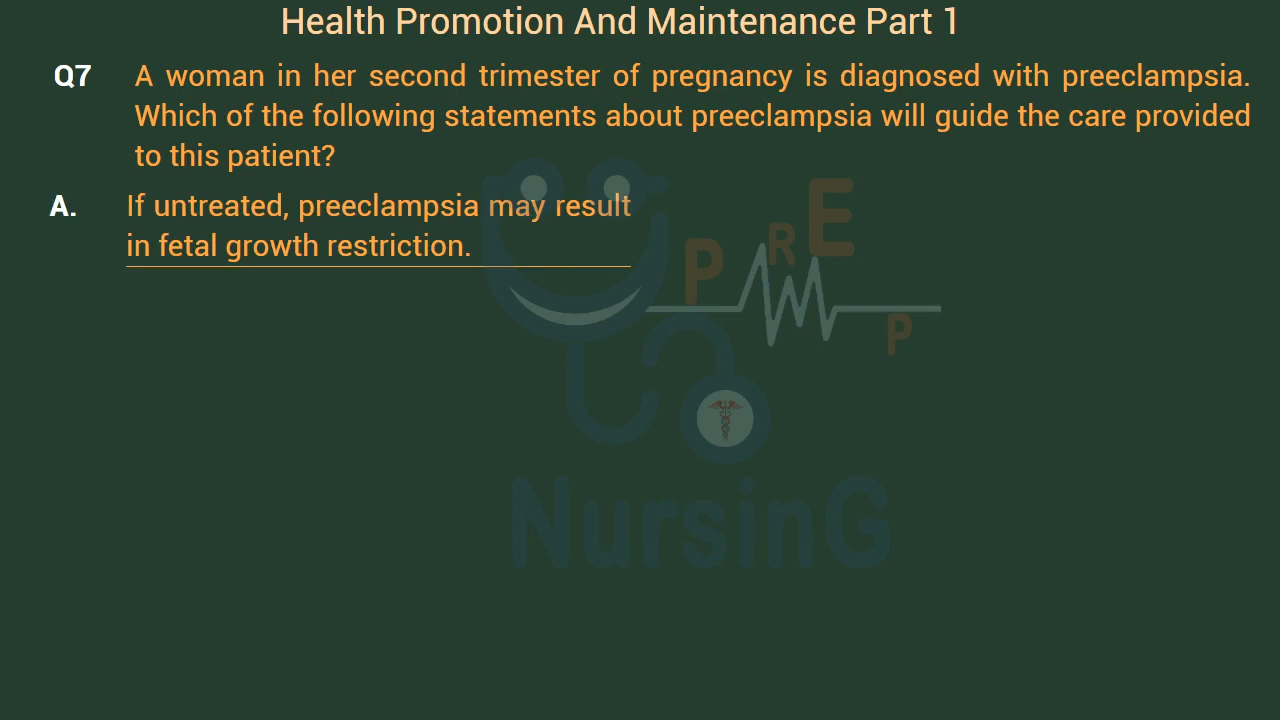 Health Promotion And Maintenance Part 1
Q7 A woman in her second trimester of pregnancy is diagnosed with preeclampsia.
Which of the following statements about preeclampsia will guide the care provided
to this patient?
A. If untreated, preeclampsia may result
in fetal growth restriction.
PREP
NursinG